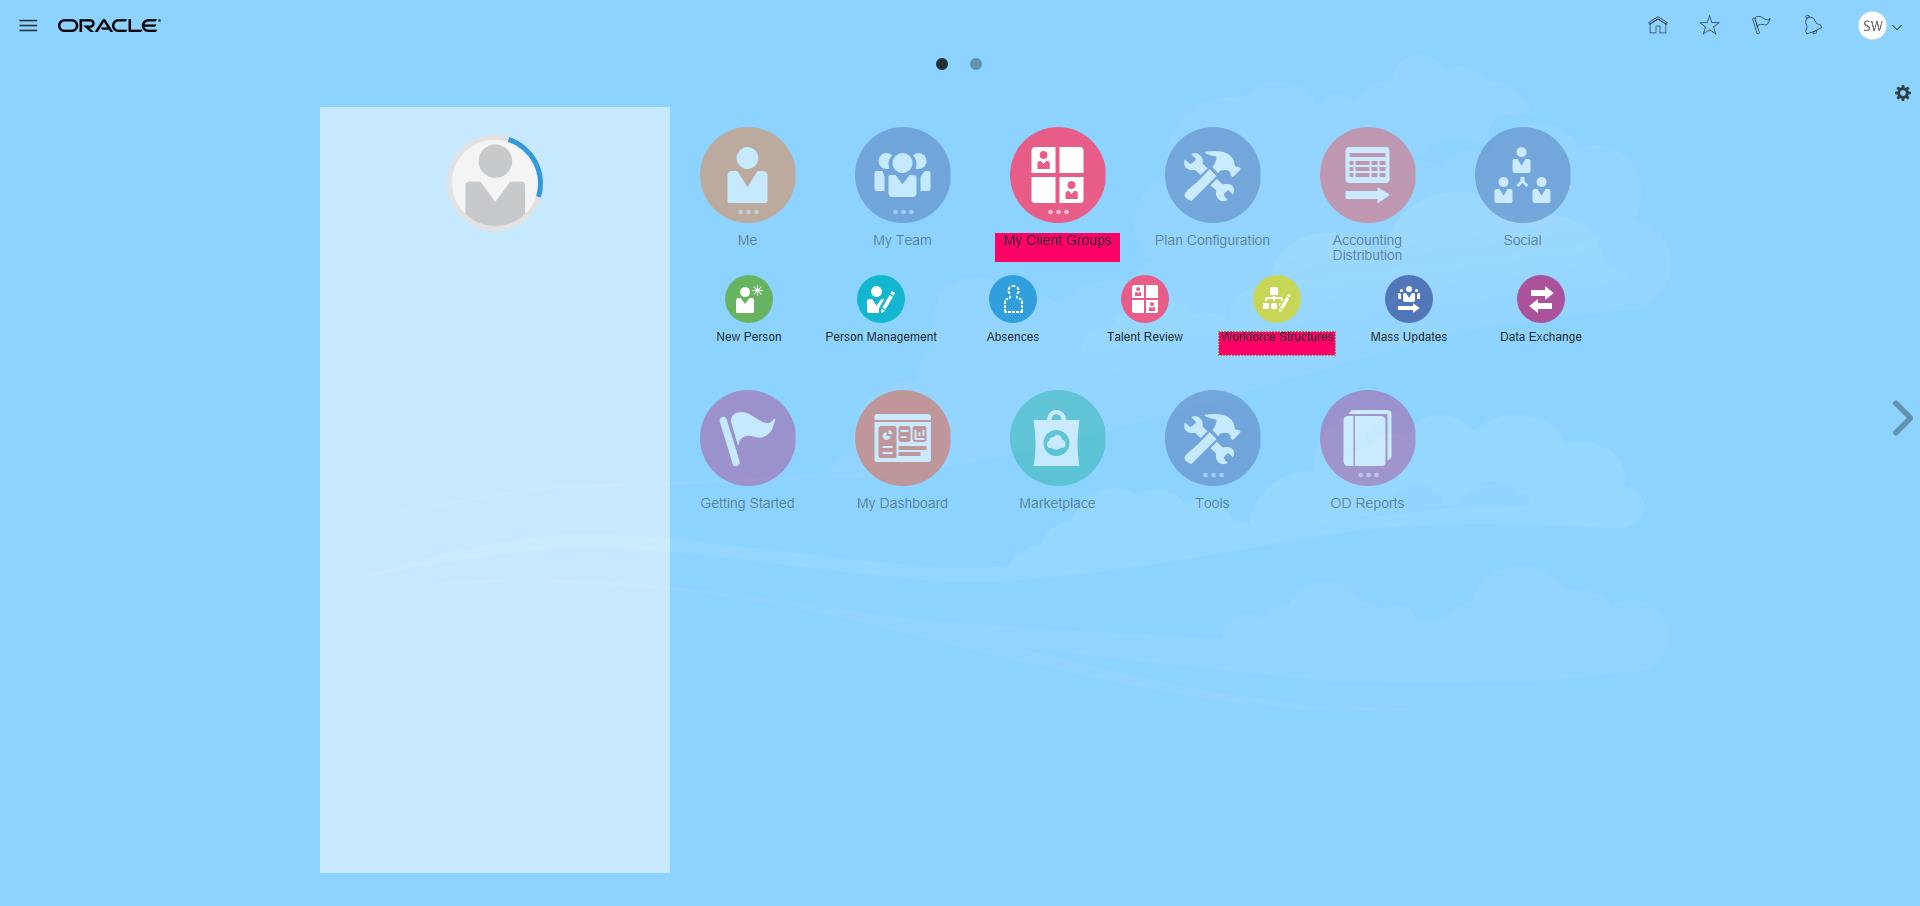 ORACLE
SW
Me
My Team
My Client Groups
Plan Configuration
Accounting
Distribution
Social
New Person
Person Management
Absences
Talent Review
Workforce Structures
Mass Updates
Data Exchange
Getting Started
My Dashboard
Marketplace
Tools
OD Reports